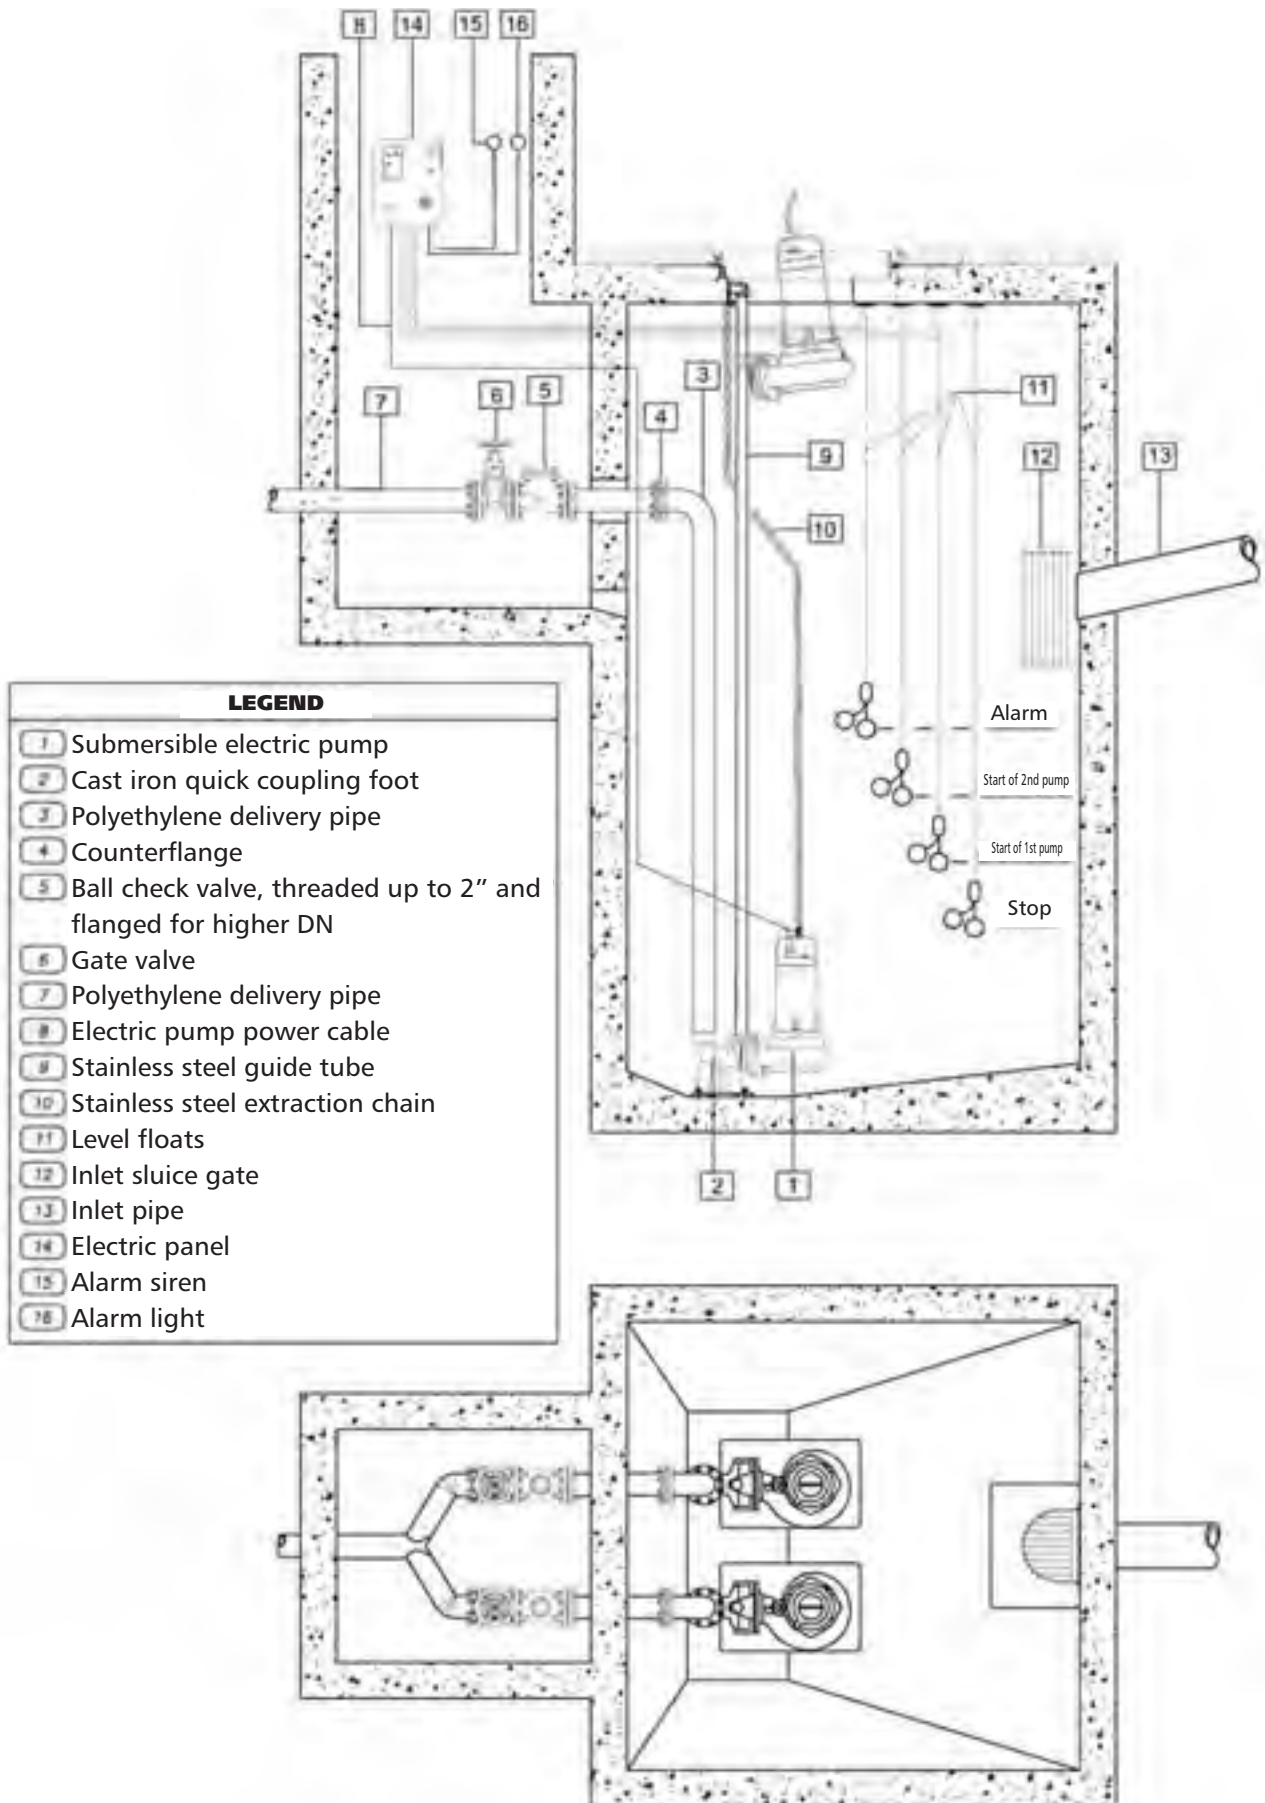 8 14 15 16
3
11
7 6 5 4
9 12 13
10
LEGEND
1 Submersible electric pump
2 Cast iron quick coupling foot
3 Polyethylene delivery pipe
4 Counterflange
5 Ball check valve, threaded up to 2” and
flanged for higher DN
6 Gate valve
7 Polyethylene delivery pipe
8 Electric pump power cable
9 Stainless steel guide tube
10 Stainless steel extraction chain
11 Level floats
12 Inlet sluice gate
13 Inlet pipe
14 Electric panel
15 Alarm siren
16 Alarm light
Alarm
Start of 2nd pump
Start of 1st pump
Stop
2 1